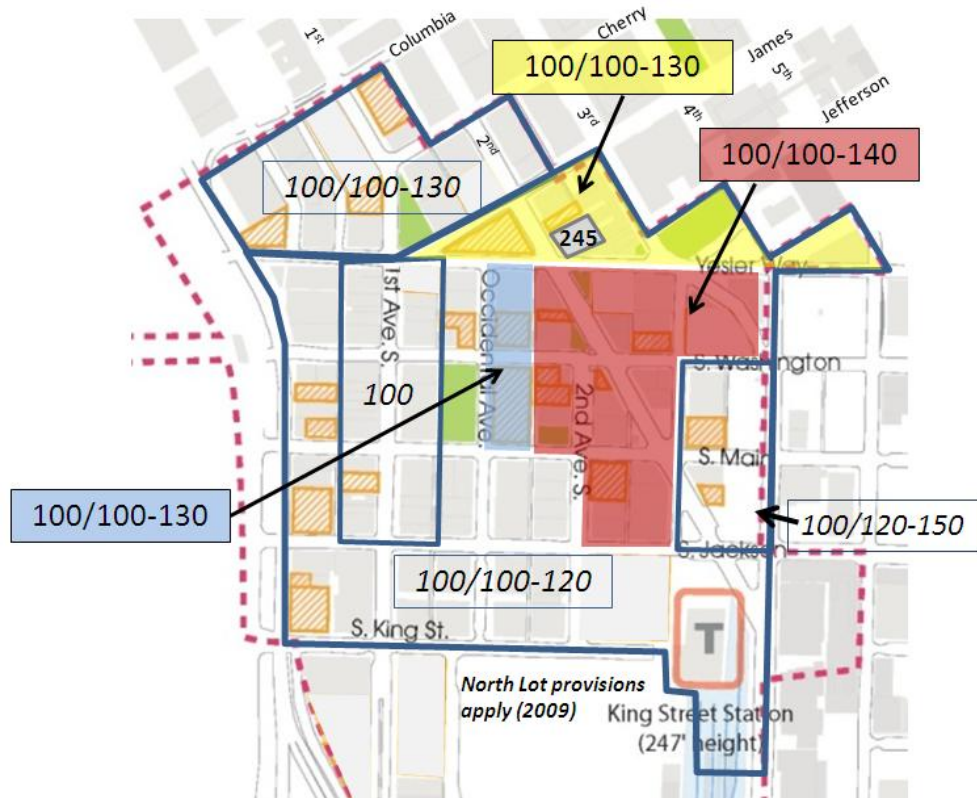 1st
Columbia
Cherry
James
5th
Jefferson
100/100-130
2nd
3rd
4th
100/100-140
100/100-130
245
Yesler Way
1st Ave. S.
Occidental Ave.
2nd Ave. S.
S. Washington
100
S. Main
100/100-130
100/120-150
S. Jackson
100/100-120
S. King St.
T
North Lot provisions
apply (2009)
King Street Station
(247' height)